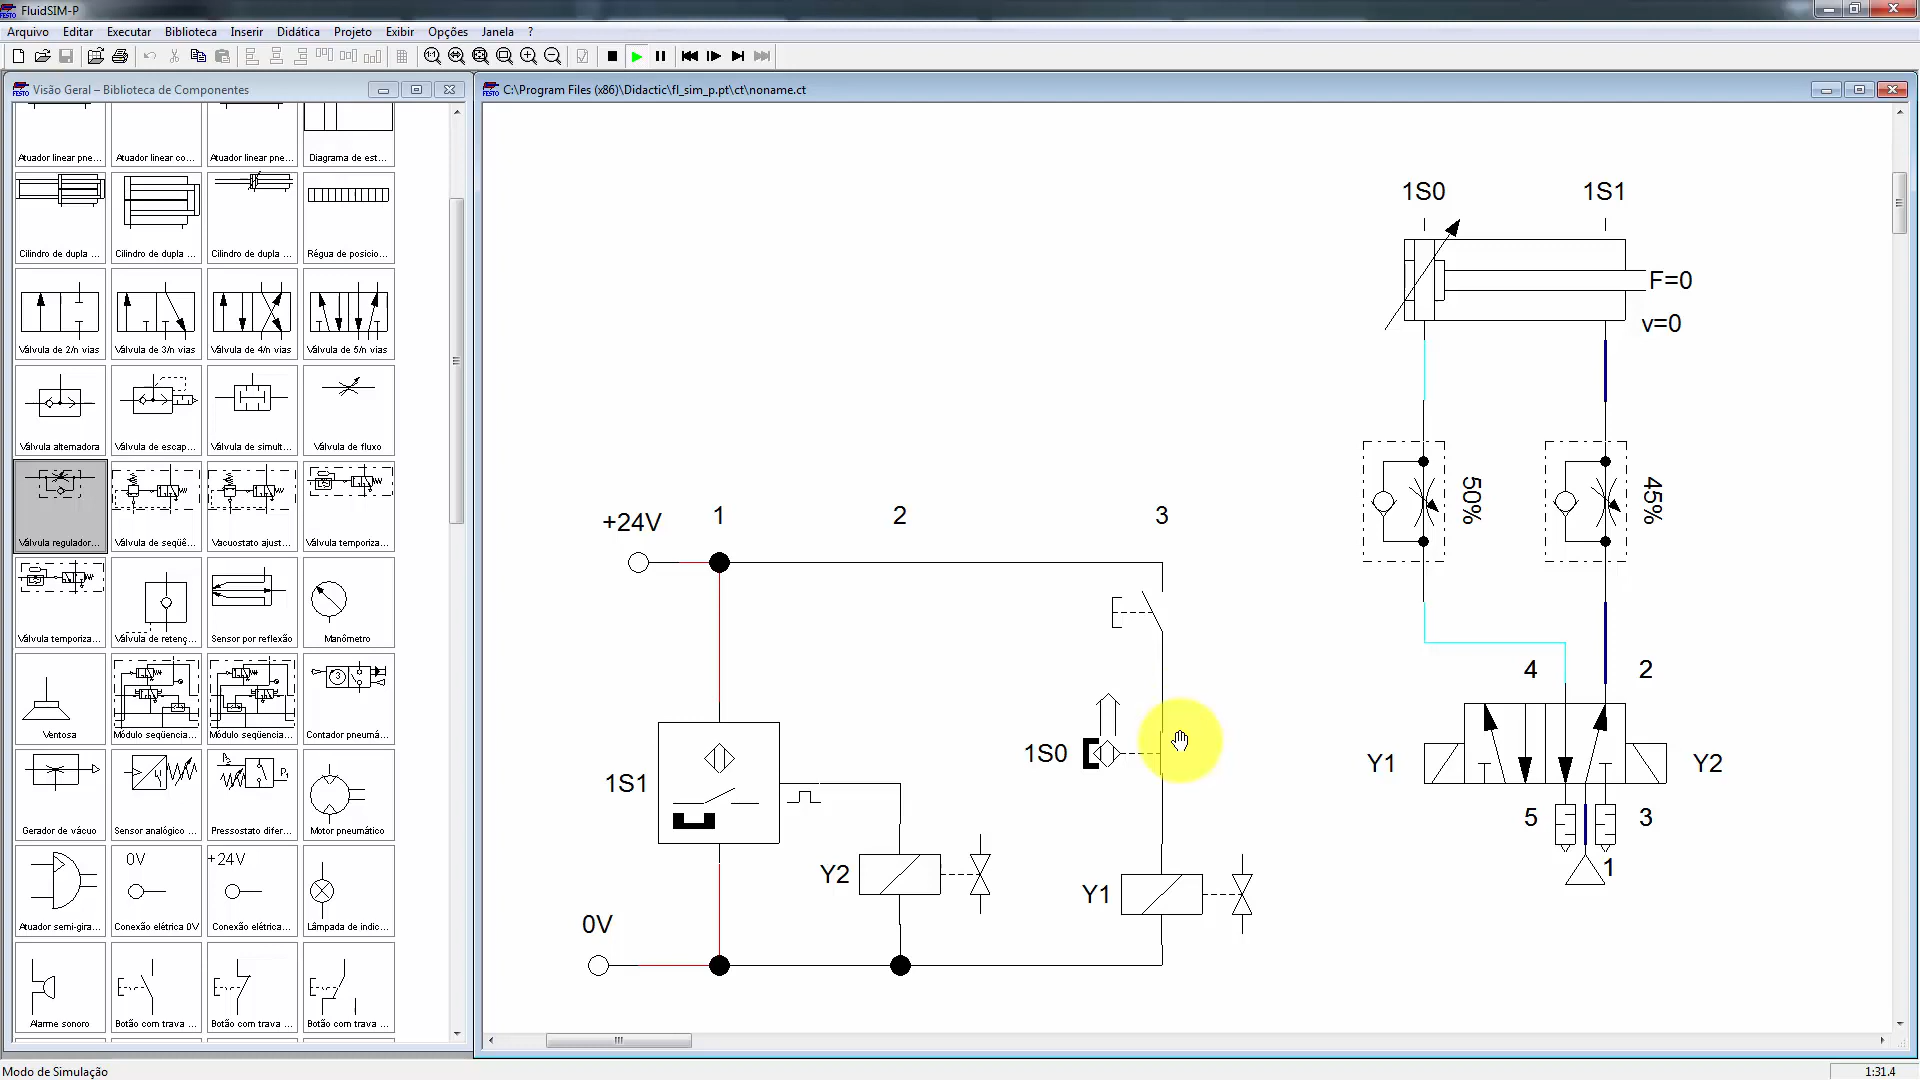 FluidSIM-P
Arquivo Editar Executar Biblioteca Inserir Didática Projeto Exibir Opções Janela ?
Visão Geral – Biblioteca de Componentes
Atuador linear pne... Atuador linear co... Atuador linear pne... Diagrama de est...
Cilindro de dupla ... Cilindro de dupla ... Cilindro de dupla ... Régua de posicio...
Válvula de 2/n vias Válvula de 3/n vias Válvula de 4/n vias Válvula de 5/n vias
Válvula alternadora Válvula de escap... Válvula de simult... Válvula de fluxo
Válvula regulador... Válvula de seqüê... Vacuostato ajust... Válvula temporiza...
Válvula temporiza... Válvula de retenç... Sensor por reflexão Manômetro
Ventosa Módulo seqüencia... Módulo seqüencia... Contador pneumá...
Gerador de vácuo Sensor analógico ... Pressostato difer... Motor pneumático
0V +24V
Atuador semi-gira... Conexão elétrica 0V Conexão elétrica... Lâmpada de indic...
Alarme sonoro Botão com trava ... Botão com trava ... Botão com trava ...
C:\Program Files (x86)\Didactic\fl_sim_p.pt\ct\noname.ct
1S0 1S1
F=0
v=0
50% 45%
+24V 1 2 3
4 2
1S0
1S1
Y1 Y2
5 3
1
Y2
Y1
0V
Modo de Simulação
1:31.4